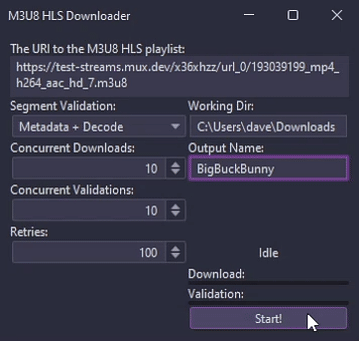 M3U8 HLS Downloader
The URI to the M3U8 HLS playlist:
https://test-streams.mux.dev/x36xhzz/url_0/193039199_mp4_
h264_aac_hd_7.m3u8
Segment Validation:
Working Dir:
Metadata + Decode
C:\Users\dave\Downloads
Concurrent Downloads:
Output Name:
10
BigBuckBunny
Concurrent Validations:
10
Retries:
100
Idle
Download:
Validation:
Start!